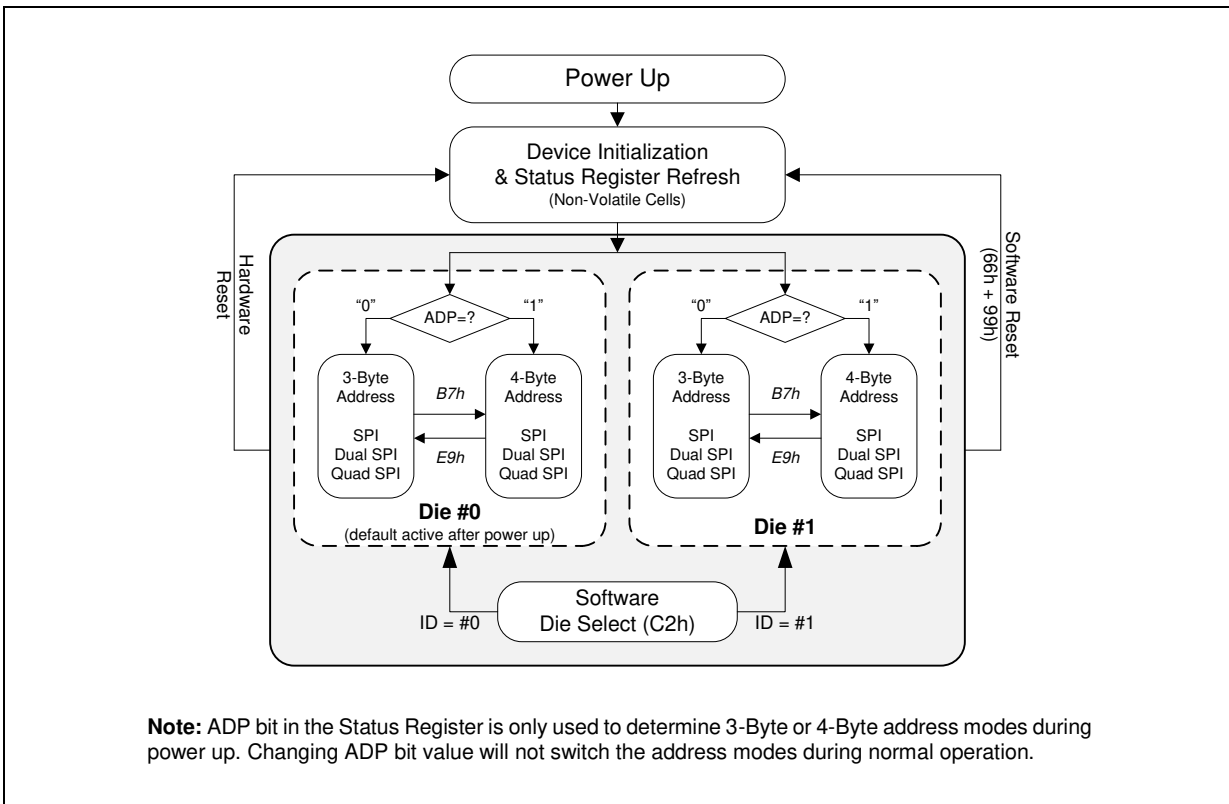 Power Up
Device Initialization
& Status Register Refresh
(Non-Volatile Cells)
Hardware
Reset
Software Reset
(66h + 99h)
“0”
ADP=?
“1”
3-Byte
Address
SPI
Dual SPI
Quad SPI
B7h
E9h
4-Byte
Address
SPI
Dual SPI
Quad SPI
Die #0
(default active after power up)
“0”
ADP=?
“1”
3-Byte
Address
SPI
Dual SPI
Quad SPI
B7h
E9h
4-Byte
Address
SPI
Dual SPI
Quad SPI
Die #1
ID = #0
Software
Die Select (C2h)
ID = #1
Note: ADP bit in the Status Register is only used to determine 3-Byte or 4-Byte address modes during
power up. Changing ADP bit value will not switch the address modes during normal operation.